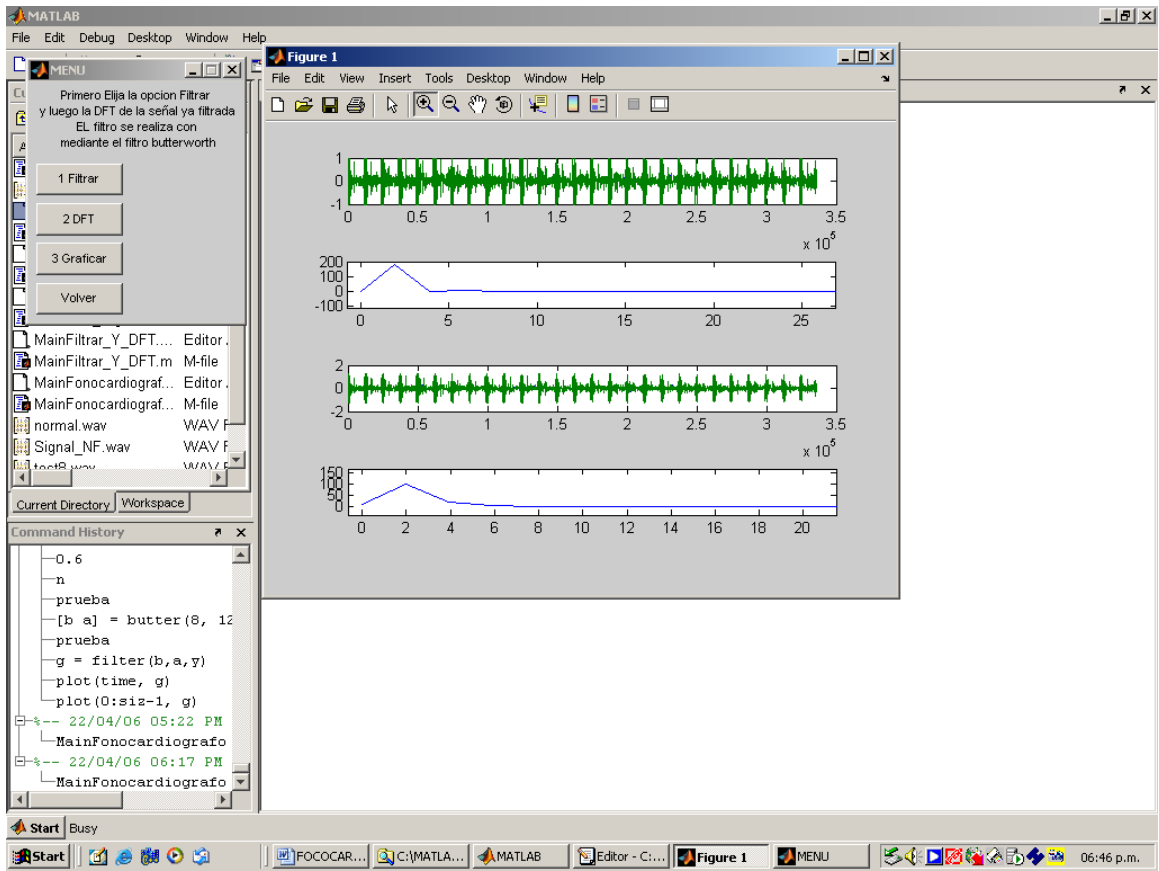 MATLAB
File Edit Debug Desktop Window Help
MENU
Primero Elija la opcion Filtrar
y luego la DFT de la señal ya filtrada
EL filtro se realiza con
mediante el filtro butterworth
1 Filtrar
2 DFT
3 Graficar
Volver
MainFiltrar_Y_DFT.... Editor
MainFiltrar_Y_DFT.m M-file
MainFonocardiograf... Editor
MainFonocardiograf... M-file
normal.wav WAV
Signal_NF.wav WAV
Current Directory Workspace
Command History
0.6
n
prueba
[b a] = butter(8, 12
prueba
g = filter(b,a,y)
plot(time, g)
plot(0:siz-1, g)
%-- 22/04/06 05:22 PM
MainFonocardiografo
%-- 22/04/06 06:17 PM
MainFonocardiografo
Figure 1
File Edit View Insert Tools Desktop Window Help
1
0
-1
0 0.5 1 1.5 2 2.5 3 3.5
x 10^5
200
100
0
-100
0 5 10 15 20 25
2
0
-2
0 0.5 1 1.5 2 2.5 3 3.5
x 10^5
150
100
50
0
0 2 4 6 8 10 12 14 16 18 20
Start Busy
Start FOCOCAR... C:\MATLA... MATLAB Editor - C:... Figure 1 MENU 06:46 p.m.